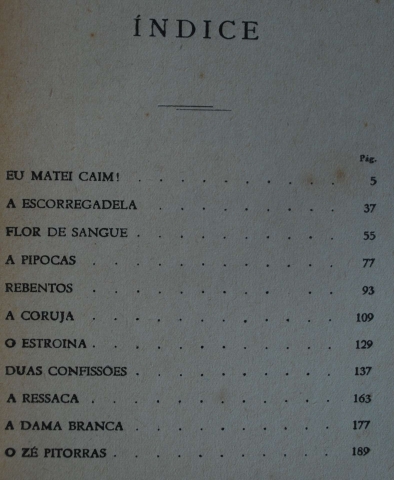 ÍNDICE
Pág.
EU MATEI CAIM! . . . . . . . . . 5
A ESCORREGADELA . . . . . . . . 37
FLOR DE SANGUE . . . . . . . . . 55
A PIPOCAS . . . . . . . . . . . 77
REBENTOS . . . . . . . . . . . 93
A CORUJA . . . . . . . . . . . 109
O ESTROINA . . . . . . . . . . . 129
DUAS CONFISSÕES . . . . . . . . . 137
A RESSACA . . . . . . . . . . . 163
A DAMA BRANCA . . . . . . . . . 177
O ZÉ PITORRAS . . . . . . . . . . 189